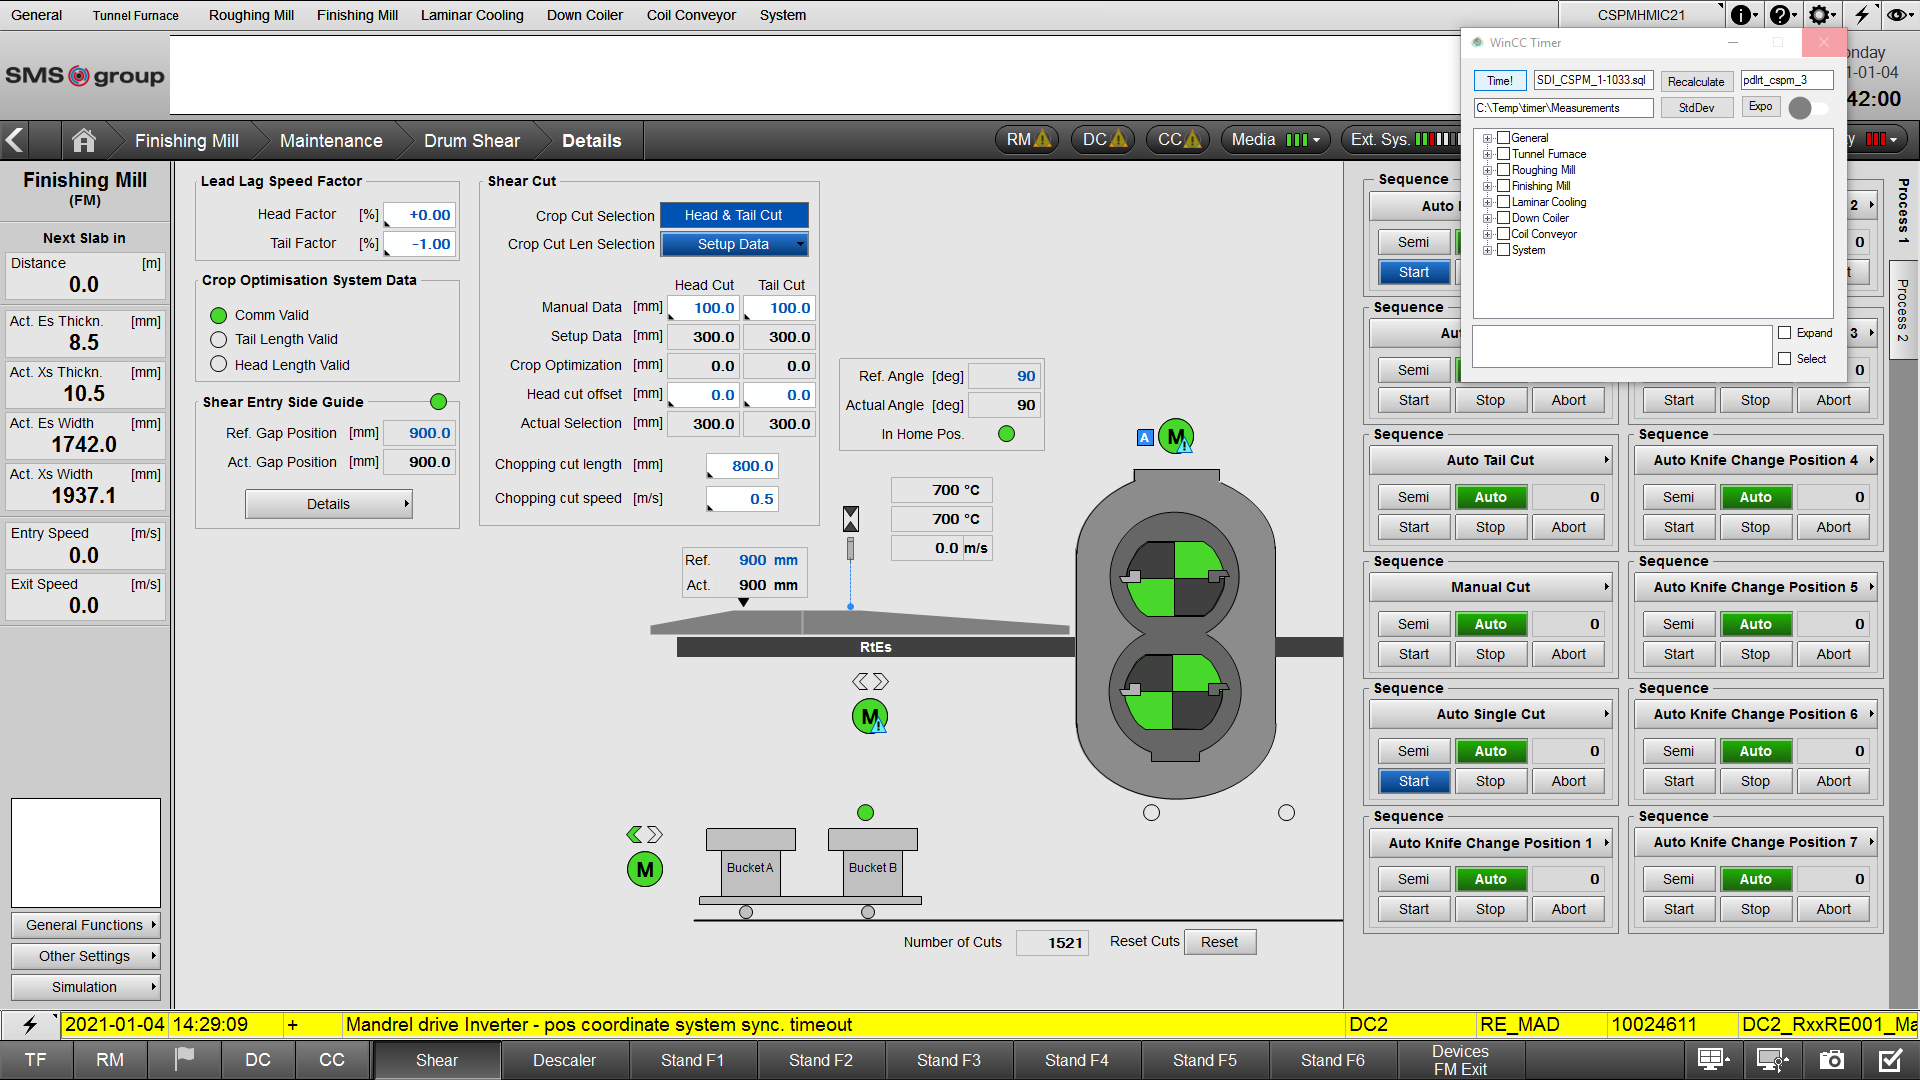 General Tunnel Furnace Roughing Mill Finishing Mill Laminar Cooling Down Coiler Coil Conveyor System CSPMHMIC21
SMS group
WinCC Timer
Time! SDI_CSPM_1-1033.sql Recalculate pdlrt_cspm_3
C:\Temp\timer\Measurements StdDev Expo
General
Tunnel Furnace
Roughing Mill
Finishing Mill
Laminar Cooling
Down Coiler
Coil Conveyor
System
Expand
Select
42:00
Finishing Mill Maintenance Drum Shear Details RM DC CC Media Ext. Sys.
Finishing Mill
(FM)
Next Slab in
Distance [m]
0.0
Act. Es Thickn. [mm]
8.5
Act. Xs Thickn. [mm]
10.5
Act. Es Width [mm]
1742.0
Act. Xs Width [mm]
1937.1
Entry Speed [m/s]
0.0
Exit Speed [m/s]
0.0
General Functions
Other Settings
Simulation
Lead Lag Speed Factor
Head Factor [%] +0.00
Tail Factor [%] -1.00
Crop Optimisation System Data
Comm Valid
Tail Length Valid
Head Length Valid
Shear Entry Side Guide
Ref. Gap Position [mm] 900.0
Act. Gap Position [mm] 900.0
Details
Shear Cut
Crop Cut Selection Head & Tail Cut
Crop Cut Len Selection Setup Data
Head Cut Tail Cut
Manual Data [mm] 100.0 100.0
Setup Data [mm] 300.0 300.0
Crop Optimization [mm] 0.0 0.0
Head cut offset [mm] 0.0 0.0
Actual Selection [mm] 300.0 300.0
Chopping cut length [mm] 800.0
Chopping cut speed [m/s] 0.5
Ref. Angle [deg] 90
Actual Angle [deg] 90
In Home Pos.
A M
700 °C
700 °C
0.0 m/s
Ref. 900 mm
Act. 900 mm
RtEs
M
M
Bucket A Bucket B
Number of Cuts 1521 Reset Cuts Reset
Sequence
Semi
Start
Sequence
Semi
Start Stop Abort
Sequence
Auto Tail Cut
Semi Auto 0
Start Stop Abort
Sequence
Manual Cut
Semi Auto 0
Start Stop Abort
Sequence
Auto Single Cut
Semi Auto 0
Start Stop Abort
Sequence
Auto Knife Change Position 1
Semi Auto 0
Start Stop Abort
2
0
3
0
Start Stop Abort
Sequence
Auto Knife Change Position 4
Semi Auto 0
Start Stop Abort
Sequence
Auto Knife Change Position 5
Semi Auto 0
Start Stop Abort
Sequence
Auto Knife Change Position 6
Semi Auto 0
Start Stop Abort
Sequence
Auto Knife Change Position 7
Semi Auto 0
Start Stop Abort
Process 1
Process 2
2021-01-04 14:29:09 + Mandrel drive Inverter - pos coordinate system sync. timeout DC2 RE_MAD 10024611 DC2_RxxRE001_Ma
TF RM DC CC Shear Descaler Stand F1 Stand F2 Stand F3 Stand F4 Stand F5 Stand F6 Devices
FM Exit